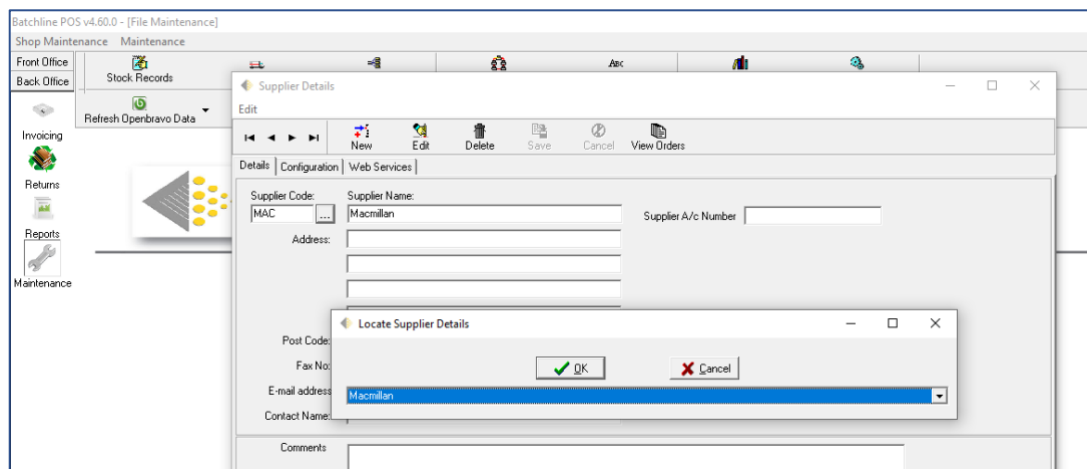 Batchline POS v4.60.0 - [File Maintenance]
Shop Maintenance Maintenance
Front Office
Back Office
Stock Records
ABC
Refresh Openbravo Data
Invoicing
Returns
Reports
Maintenance
Supplier Details
Edit
New Edit Delete Save Cancel View Orders
Details Configuration Web Services
Supplier Code: Supplier Name:
MAC ... Macmillan Supplier A/c Number
Address:
Locate Supplier Details
Post Code:
Fax No:
OK Cancel
E-mail address
Macmillan
Contact Name:
Comments